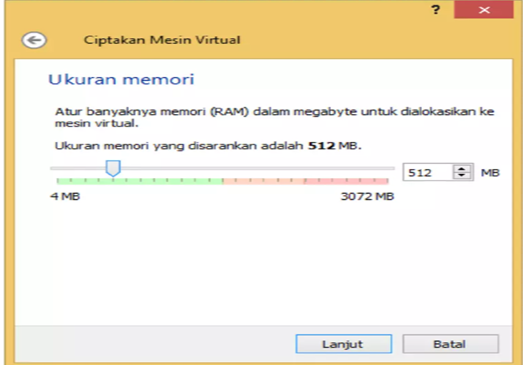 ?
Ciptakan Mesin Virtual
Ukuran memori
Atur banyaknya memori (RAM) dalam megabyte untuk dialokasikan ke
mesin virtual.
Ukuran memori yang disarankan adalah 512 MB.
512 MB
4 MB 3072 MB
Lanjut Batal